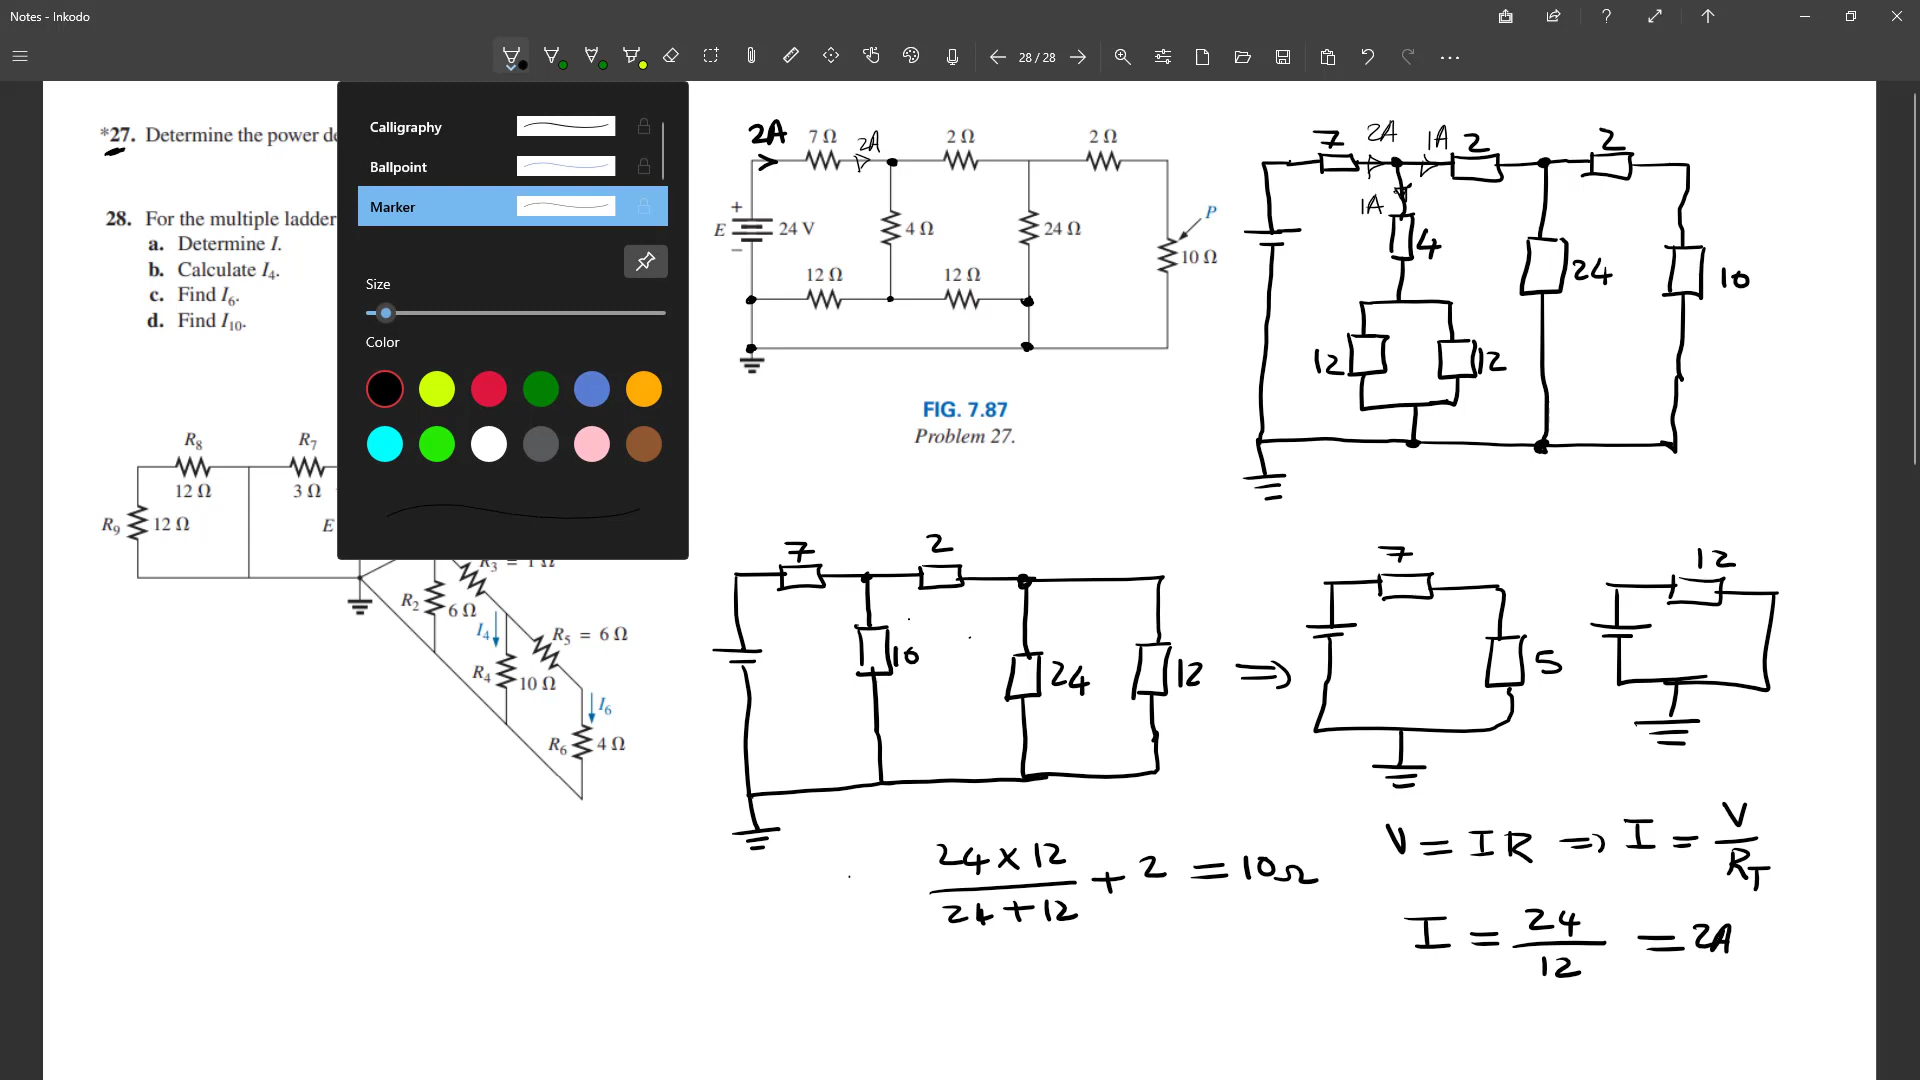 Notes - Inkodo
28 / 28
*27. Determine the power de
28. For the multiple ladder
a. Determine I.
b. Calculate I4.
c. Find I6.
d. Find I10.
Calligraphy
Ballpoint
Marker
Size
Color
R8
12 Ω
R7
3 Ω
R9
12 Ω
E
R3 = 1 Ω
R2
6 Ω
I4
R5 = 6 Ω
R4
10 Ω
I6
R6
4 Ω
2A
7 Ω
2A
2 Ω
2 Ω
+
E
24 V
−
4 Ω
24 Ω
P
10 Ω
12 Ω
12 Ω
FIG. 7.87
Problem 27.
7
2A
1A
2
2
1A
4
24
10
12
12
7
2
10
24
12
⇒
7
5
12
24 × 12
24 + 12
+ 2 = 10Ω
V = IR ⇒ I = V
RT
I = 24
12
= 2A